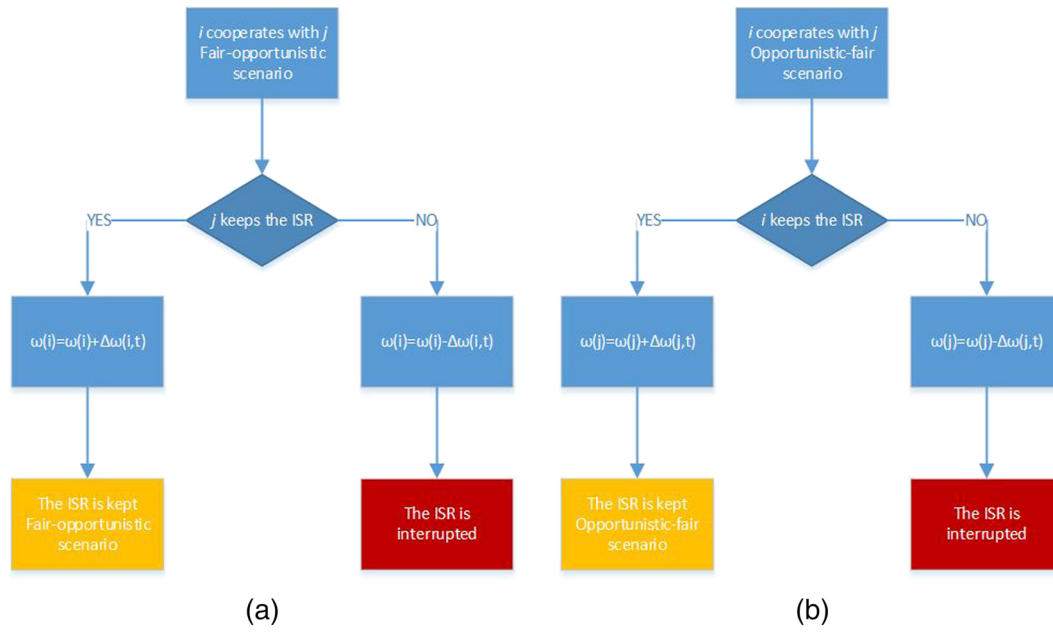 i cooperates with j
Fair-opportunistic
scenario
j keeps the ISR
YES
NO
ω(i)=ω(i)+Δω(i,t)
ω(i)=ω(i)-Δω(i,t)
The ISR is kept
Fair-opportunistic
scenario
The ISR is
interrupted
(a)
i cooperates with j
Opportunistic-fair
scenario
i keeps the ISR
YES
NO
ω(j)=ω(j)+Δω(j,t)
ω(j)=ω(j)-Δω(j,t)
The ISR is kept
Opportunistic-fair
scenario
The ISR is
interrupted
(b)